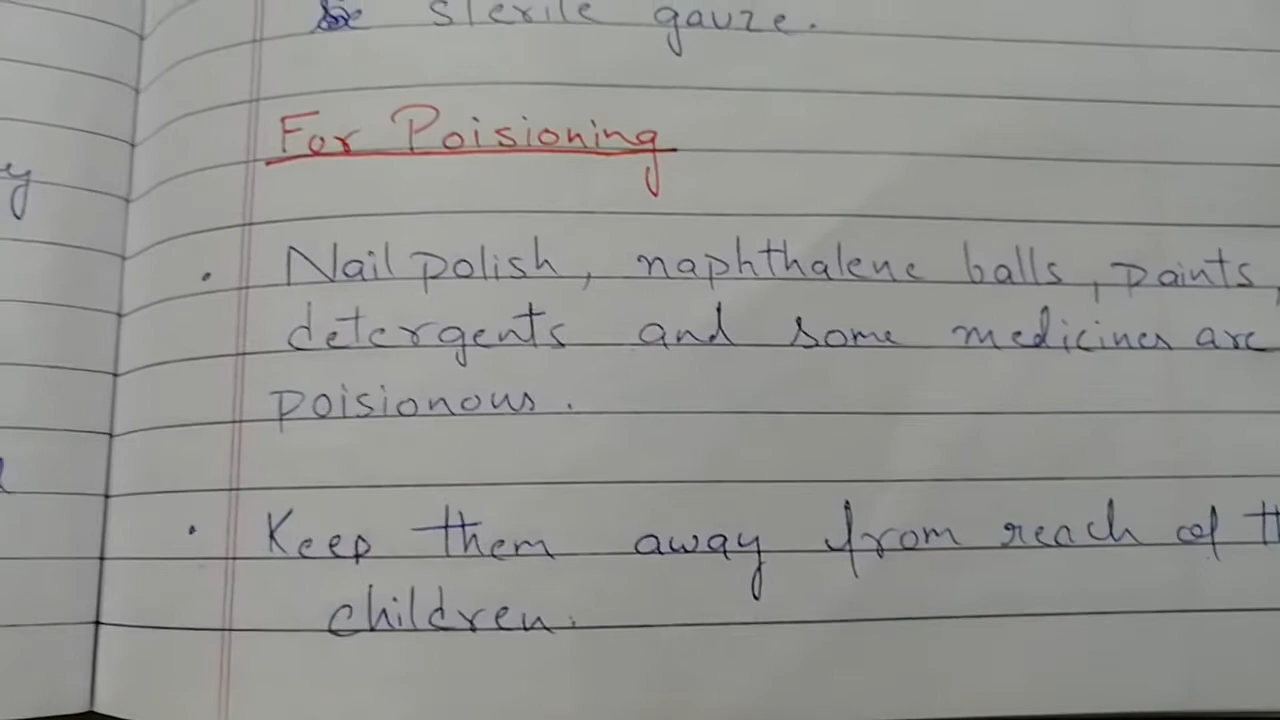 sterile gauze.
For Poisioning
. Nail polish, naphthalene balls, paints,
detergents and some medicines are
poisionous.
. Keep them away from reach of
children.